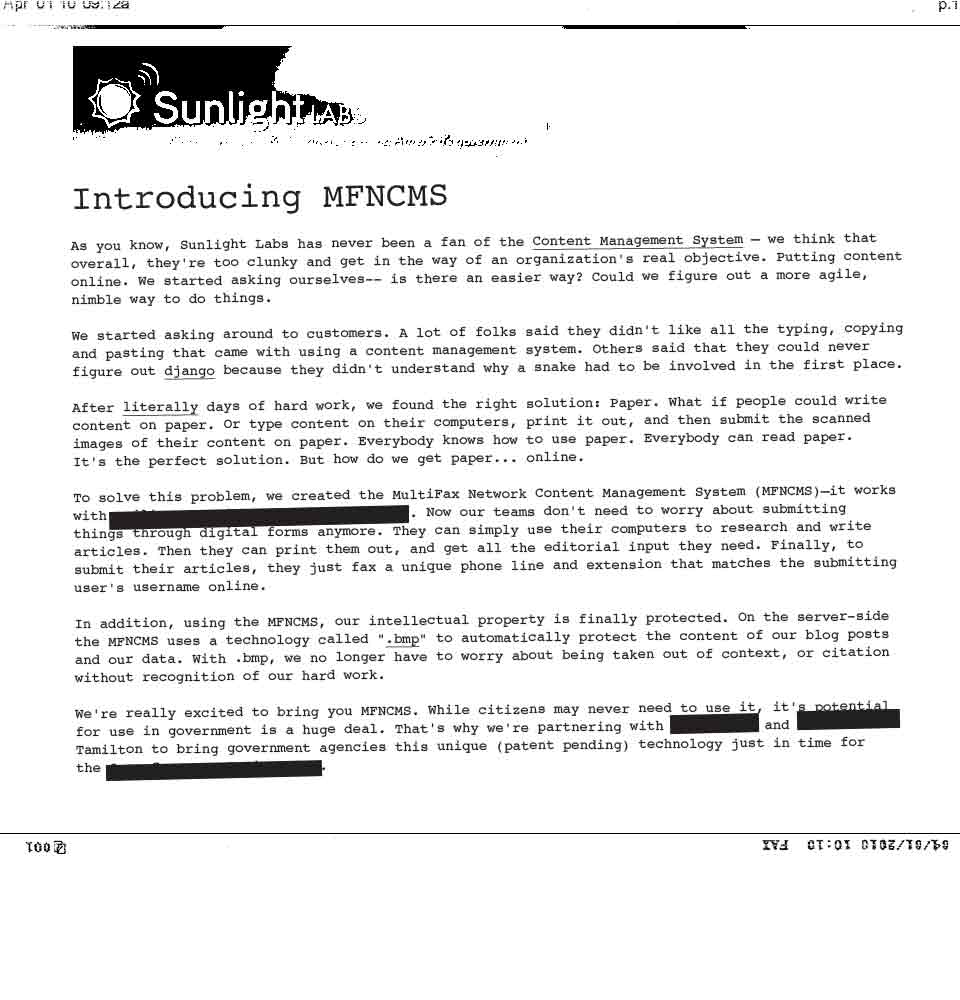 Apr 01 10 09:12a p.1
Sunlight LABS
Introducing MFNCMS
As you know, Sunlight Labs has never been a fan of the Content Management System — we think that
overall, they're too clunky and get in the way of an organization's real objective. Putting content
online. We started asking ourselves-- is there an easier way? Could we figure out a more agile,
nimble way to do things.
We started asking around to customers. A lot of folks said they didn't like all the typing, copying
and pasting that came with using a content management system. Others said that they could never
figure out django because they didn't understand why a snake had to be involved in the first place.
After literally days of hard work, we found the right solution: Paper. What if people could write
content on paper. Or type content on their computers, print it out, and then submit the scanned
images of their content on paper. Everybody knows how to use paper. Everybody can read paper.
It's the perfect solution. But how do we get paper... online.
To solve this problem, we created the MultiFax Network Content Management System (MFNCMS)—it works
with . Now our teams don't need to worry about submitting
things through digital forms anymore. They can simply use their computers to research and write
articles. Then they can print them out, and get all the editorial input they need. Finally, to
submit their articles, they just fax a unique phone line and extension that matches the submitting
user's username online.
In addition, using the MFNCMS, our intellectual property is finally protected. On the server-side
the MFNCMS uses a technology called ".bmp" to automatically protect the content of our blog posts
and our data. With .bmp, we no longer have to worry about being taken out of context, or citation
without recognition of our hard work.
We're really excited to bring you MFNCMS. While citizens may never need to use it, it's potential
for use in government is a huge deal. That's why we're partnering with and
Tamilton to bring government agencies this unique (patent pending) technology just in time for
the .
04/01/2010 10:10 FAX 001